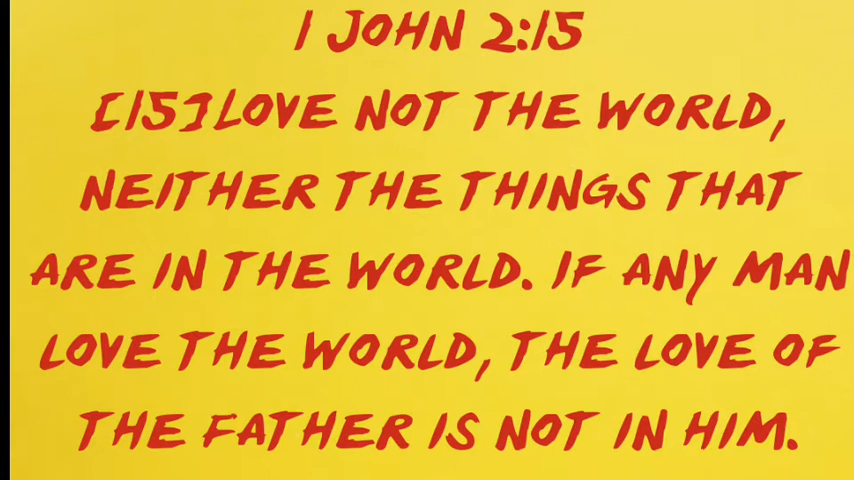 1 JOHN 2:15
[15]LOVE NOT THE WORLD,
NEITHER THE THINGS THAT
ARE IN THE WORLD. IF ANY MAN
LOVE THE WORLD, THE LOVE OF
THE FATHER IS NOT IN HIM.